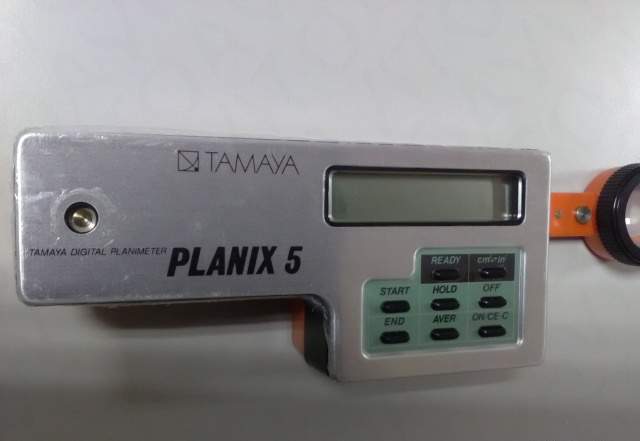 TAMAYA
TAMAYA DIGITAL PLANIMETER
PLANIX 5
READY cm²↔in²
START HOLD OFF
END AVER ON·CE·C